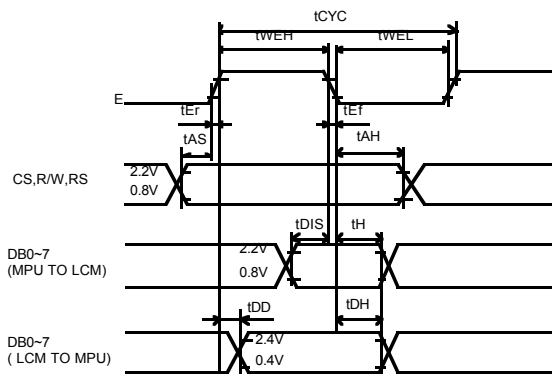 tCYC
tWEH tWEL
E
tEr tEf
tAS tAH
CS,R/W,RS
2.2V
0.8V
tDIS tH
DB0~7
(MPU TO LCM)
2.2V
0.8V
tDD tDH
DB0~7
( LCM TO MPU)
2.4V
0.4V